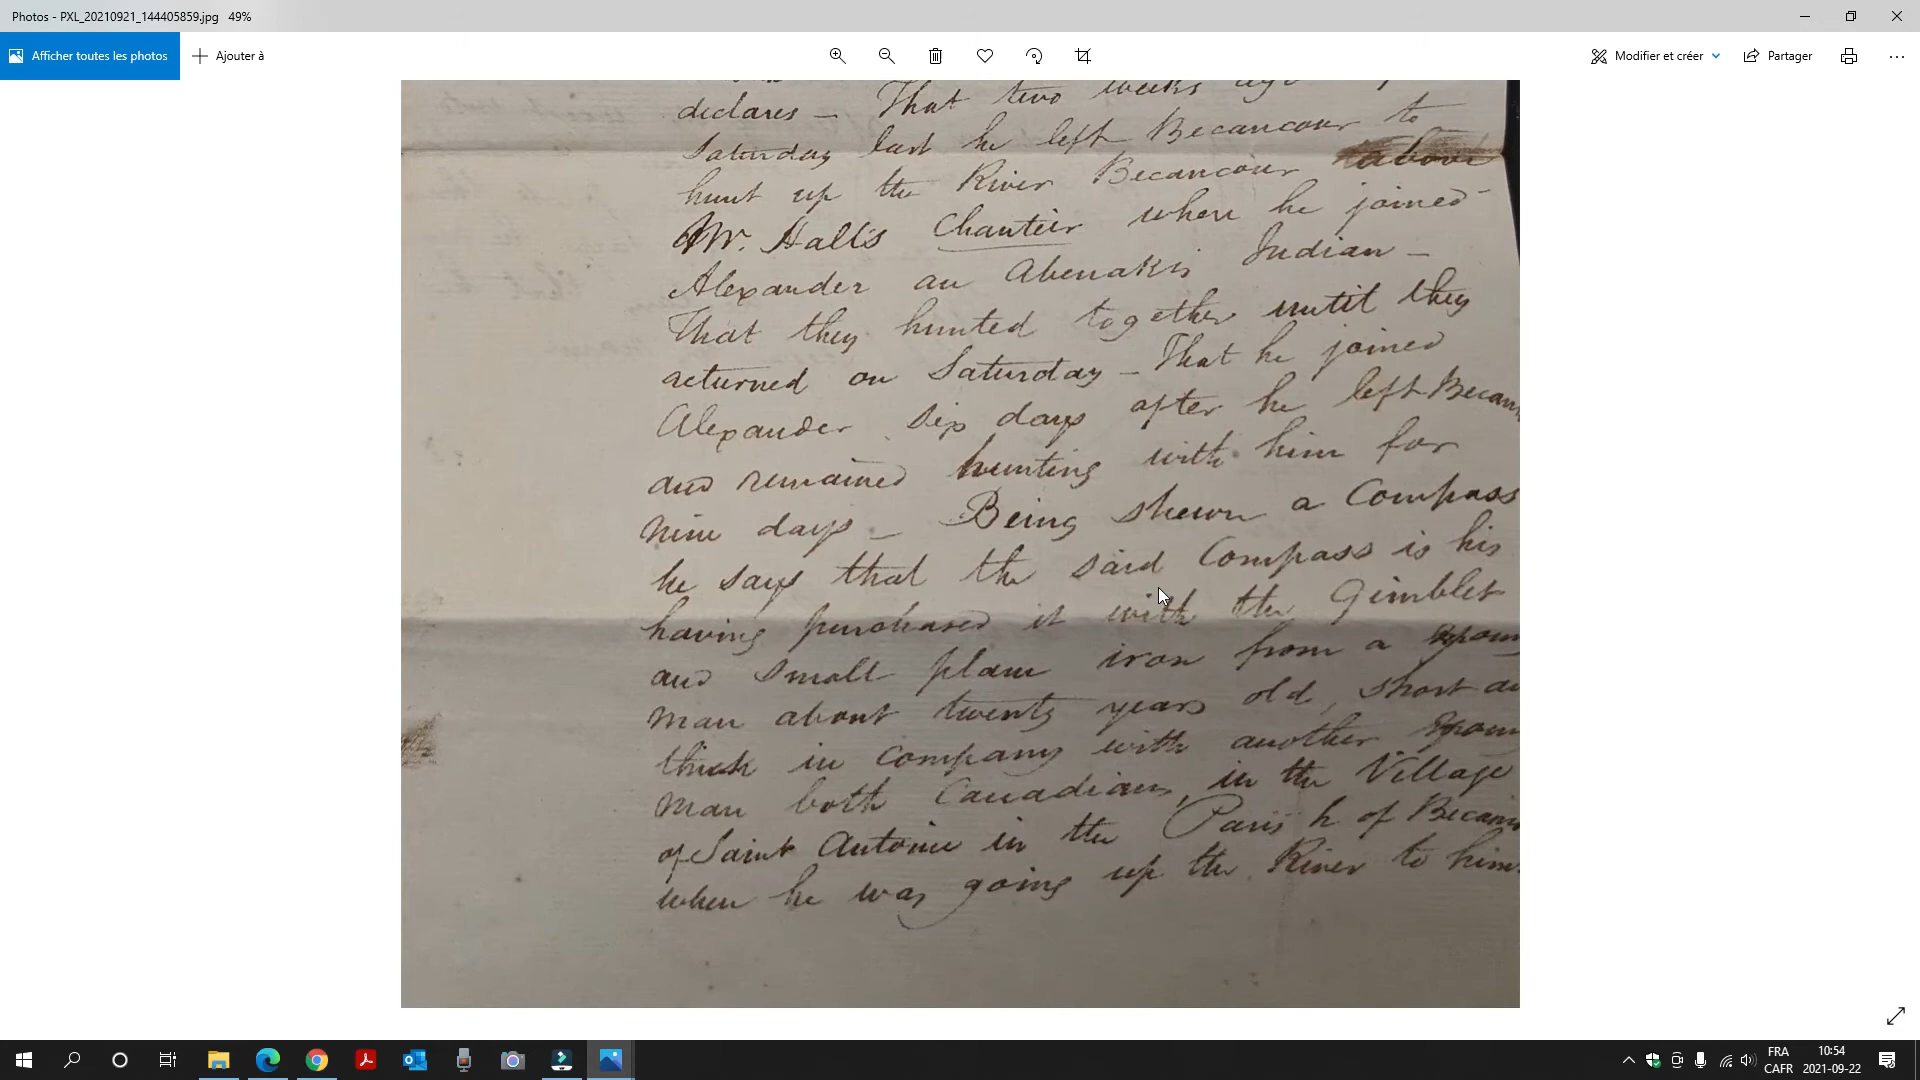 Photos - PXL_20210921_144405859.jpg 49%
Afficher toutes les photos
Ajouter à
Modifier et créer
Partager
declares – That two weeks ago
Saturday last he left Becancour to
hunt up the River Becancour above
Mr. Hall's Chantier where he joined
Alexander an Abenakis Indian –
That they hunted together until they
returned on Saturday – That he joined
Alexander six days after he left Becan
and remained hunting with him for
nine days – Being shewn a Compass
he says that the said Compass is his
having purchased it with the Gimblet
and small plane iron from a young
man about twenty years old, short an
thick in company with another young
man both Canadians, in the Village
of Saint Antoine in the Parish of Becan
when he was going up the River to
FRA
CAFR
10:54
2021-09-22